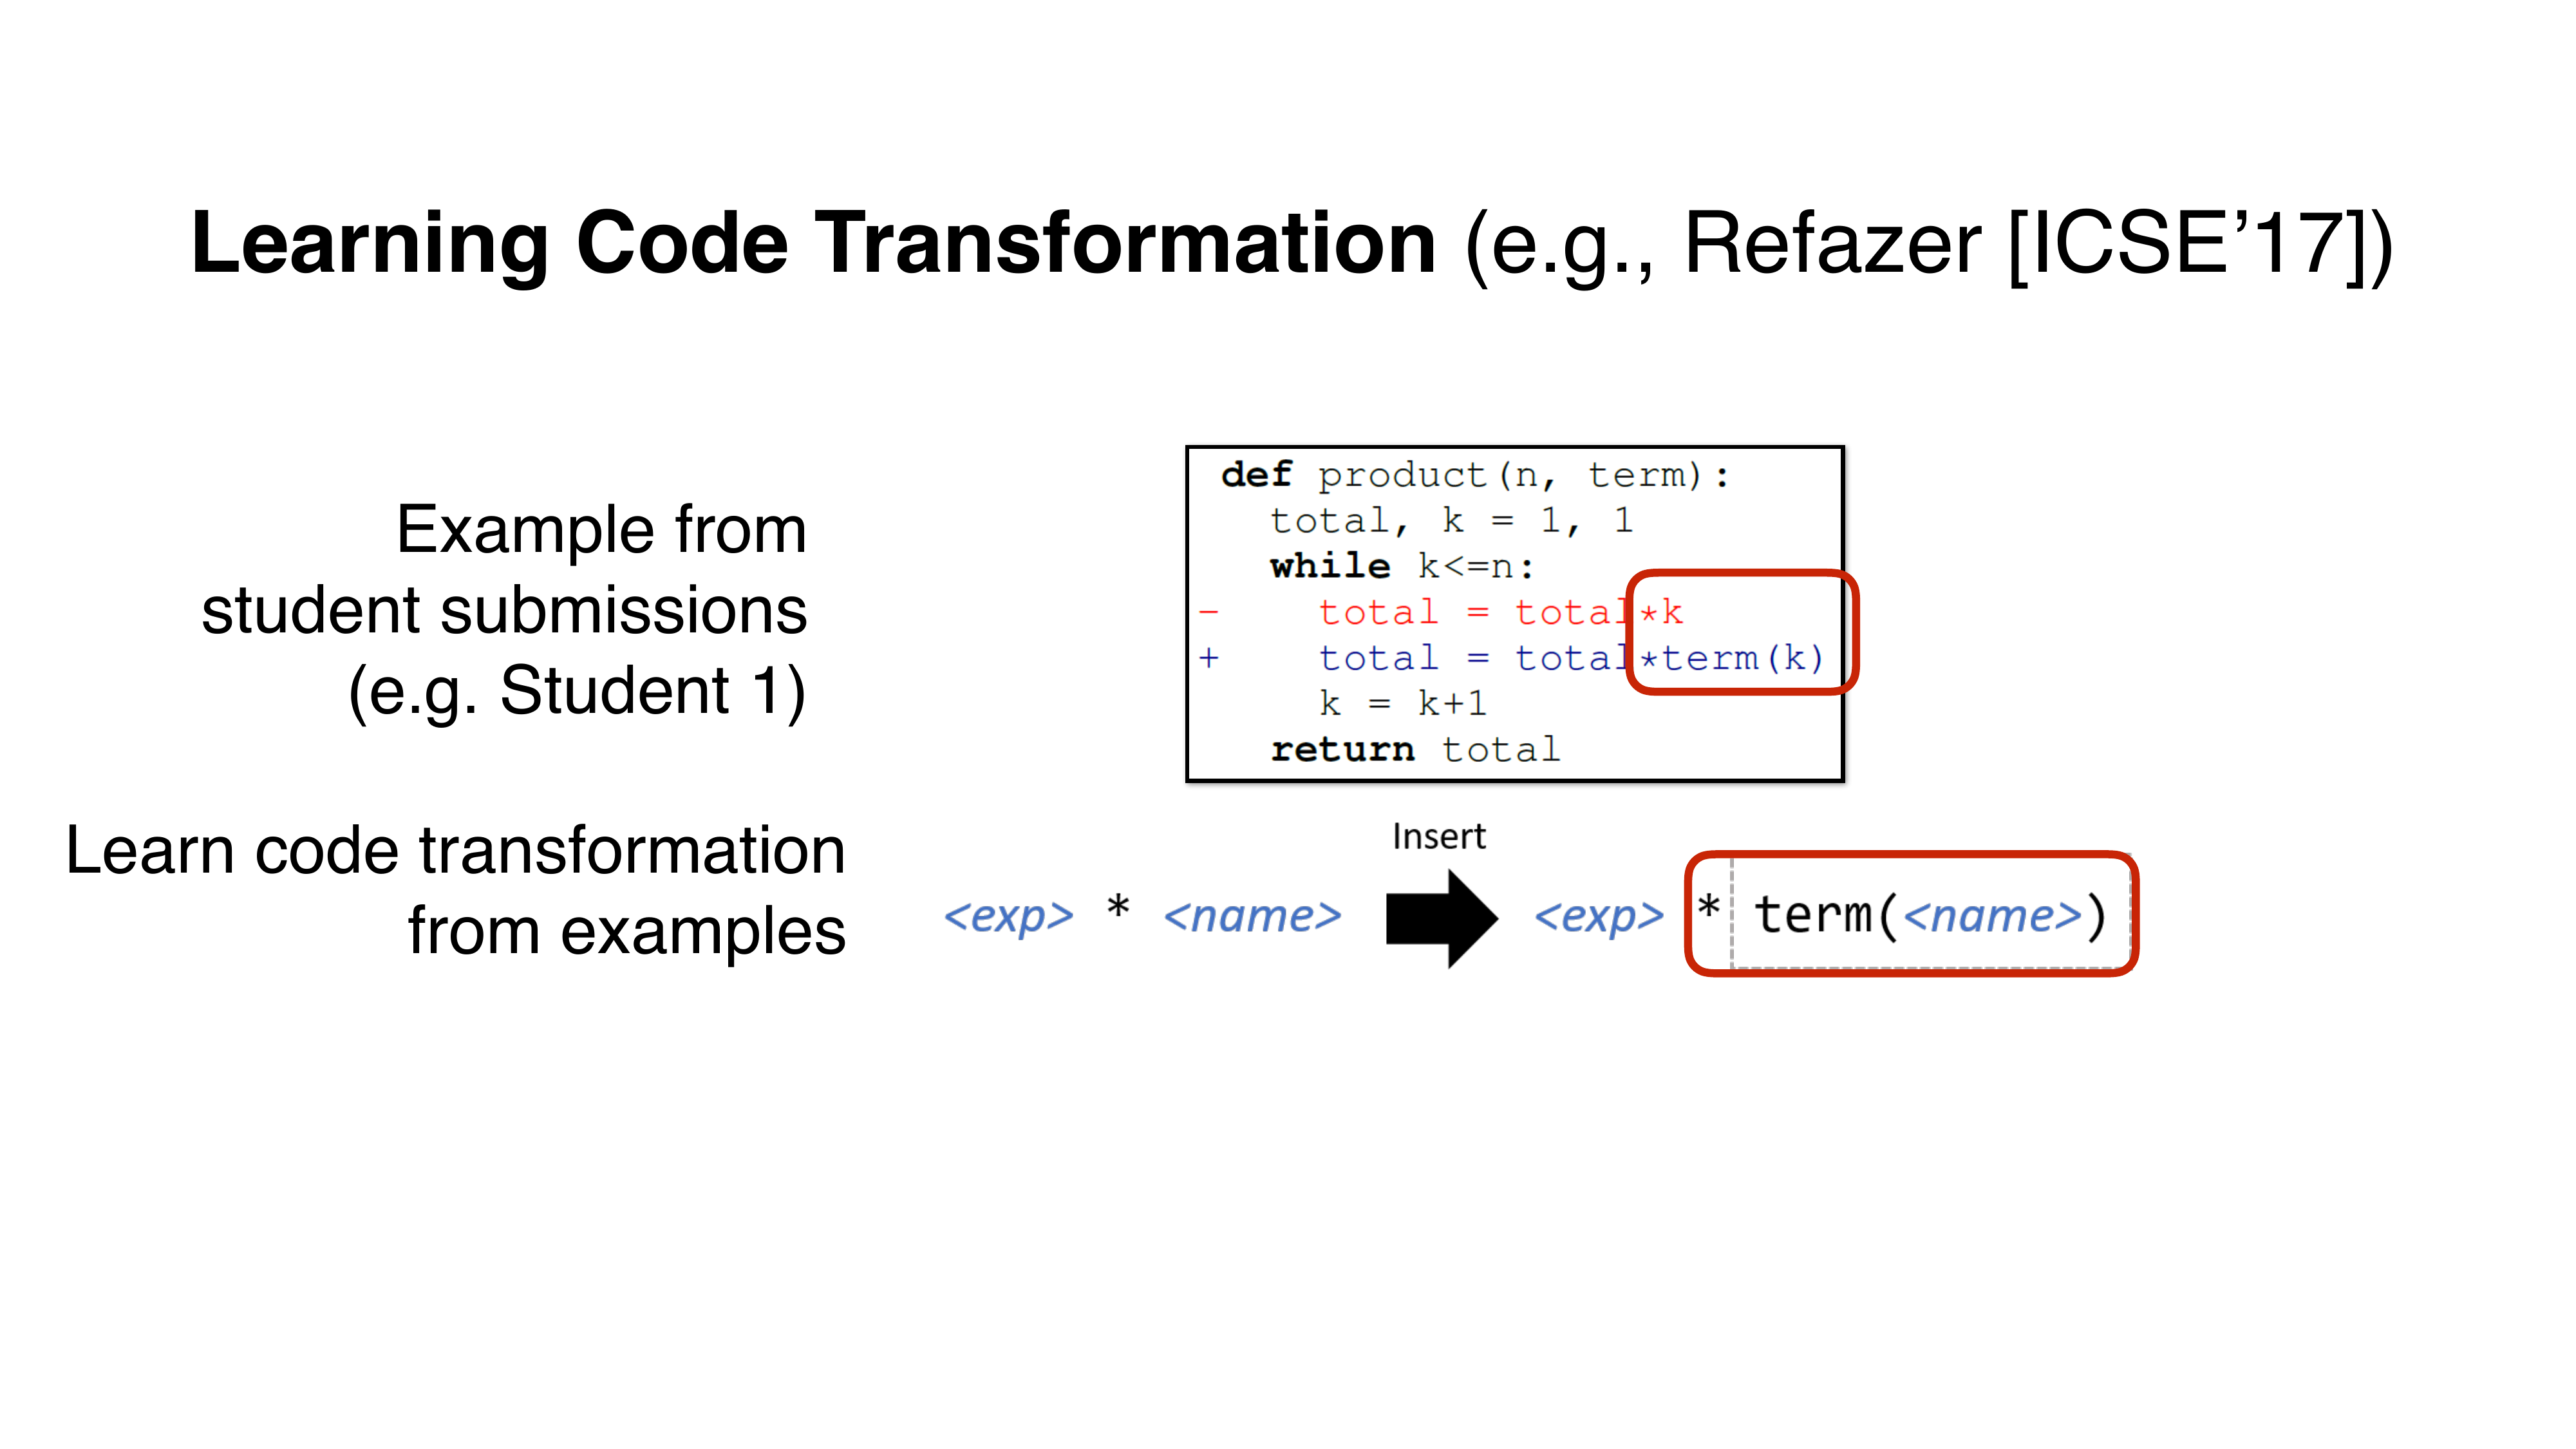 Learning Code Transformation (e.g., Refazer [ICSE’17])
Example from
student submissions
(e.g. Student 1)
def product(n, term):
total, k = 1, 1
while k<=n:
- total = total*k
+ total = total*term(k)
k = k+1
return total
Learn code transformation
from examples
Insert
<exp> * <name> <exp> * term(<name>)